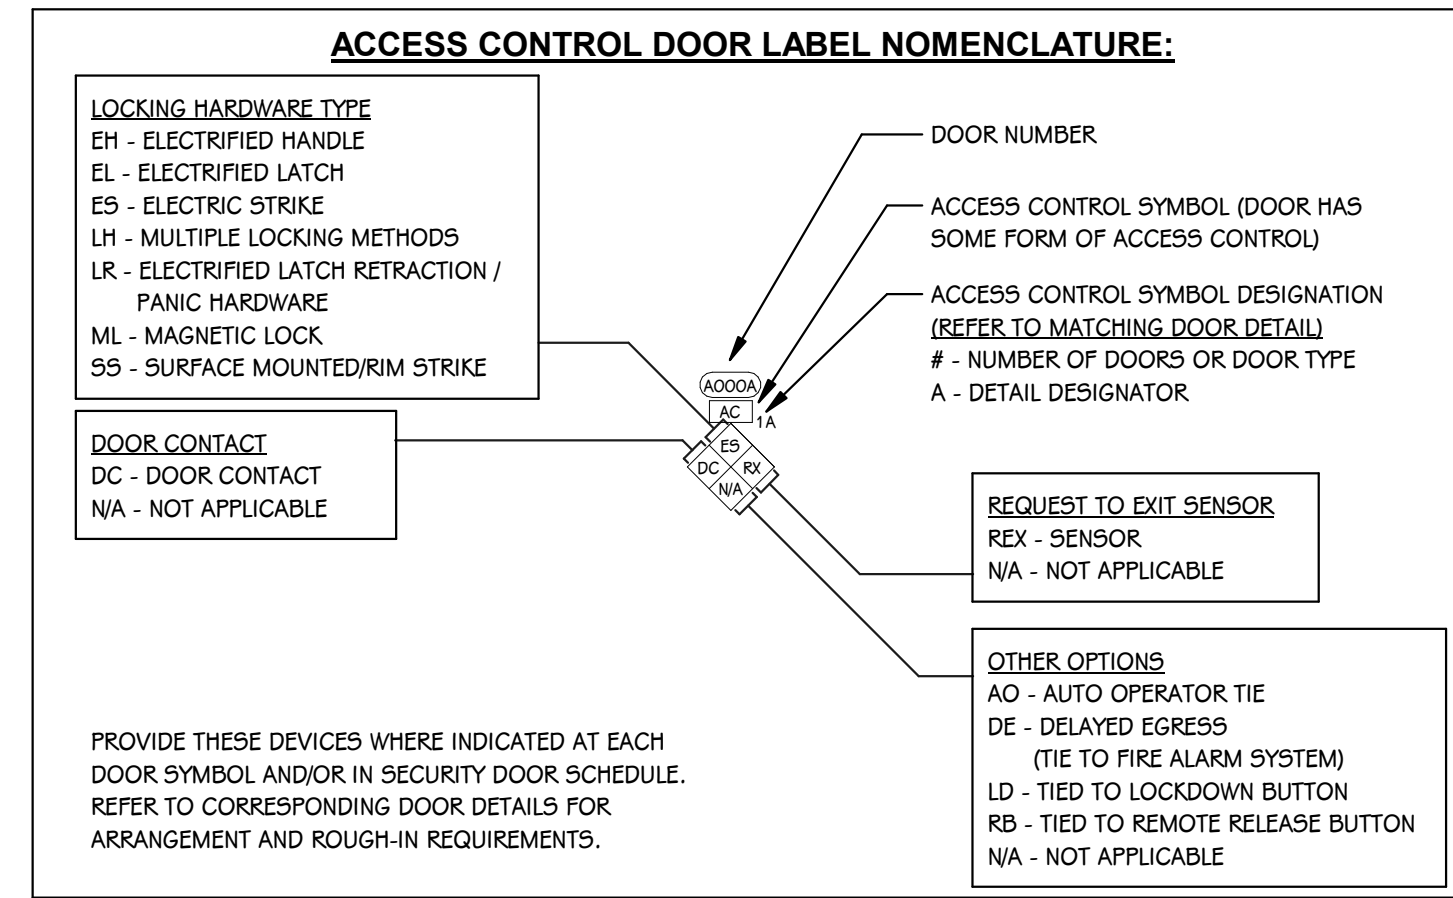 ACCESS CONTROL DOOR LABEL NOMENCLATURE:
LOCKING HARDWARE TYPE
EH - ELECTRIFIED HANDLE
EL - ELECTRIFIED LATCH
ES - ELECTRIC STRIKE
LH - MULTIPLE LOCKING METHODS
LR - ELECTRIFIED LATCH RETRACTION /
PANIC HARDWARE
ML - MAGNETIC LOCK
SS - SURFACE MOUNTED/RIM STRIKE
DOOR CONTACT
DC - DOOR CONTACT
N/A - NOT APPLICABLE
DOOR NUMBER
ACCESS CONTROL SYMBOL (DOOR HAS
SOME FORM OF ACCESS CONTROL)
ACCESS CONTROL SYMBOL DESIGNATION
(REFER TO MATCHING DOOR DETAIL)
# - NUMBER OF DOORS OR DOOR TYPE
A - DETAIL DESIGNATOR
A000A
AC
1A
ES
DC RX
N/A
REQUEST TO EXIT SENSOR
REX - SENSOR
N/A - NOT APPLICABLE
OTHER OPTIONS
AO - AUTO OPERATOR TIE
DE - DELAYED EGRESS
(TIE TO FIRE ALARM SYSTEM)
LD - TIED TO LOCKDOWN BUTTON
RB - TIED TO REMOTE RELEASE BUTTON
N/A - NOT APPLICABLE
PROVIDE THESE DEVICES WHERE INDICATED AT EACH
DOOR SYMBOL AND/OR IN SECURITY DOOR SCHEDULE.
REFER TO CORRESPONDING DOOR DETAILS FOR
ARRANGEMENT AND ROUGH-IN REQUIREMENTS.